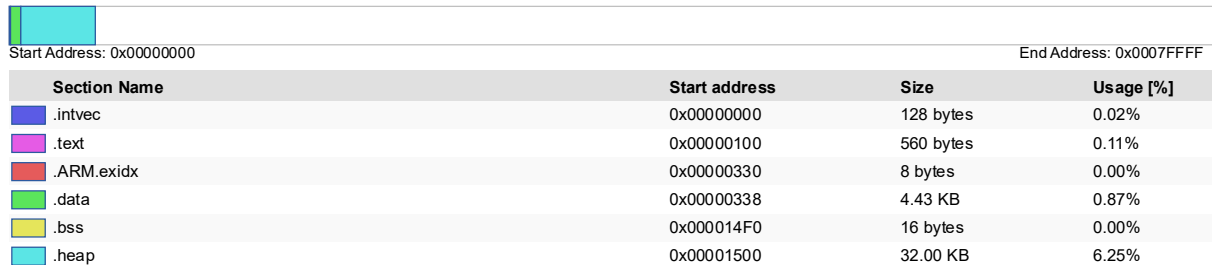 Start Address: 0x00000000 End Address: 0x0007FFFF
Section Name Start address Size Usage [%]
.intvec 0x00000000 128 bytes 0.02%
.text 0x00000100 560 bytes 0.11%
.ARM.exidx 0x00000330 8 bytes 0.00%
.data 0x00000338 4.43 KB 0.87%
.bss 0x000014F0 16 bytes 0.00%
.heap 0x00001500 32.00 KB 6.25%